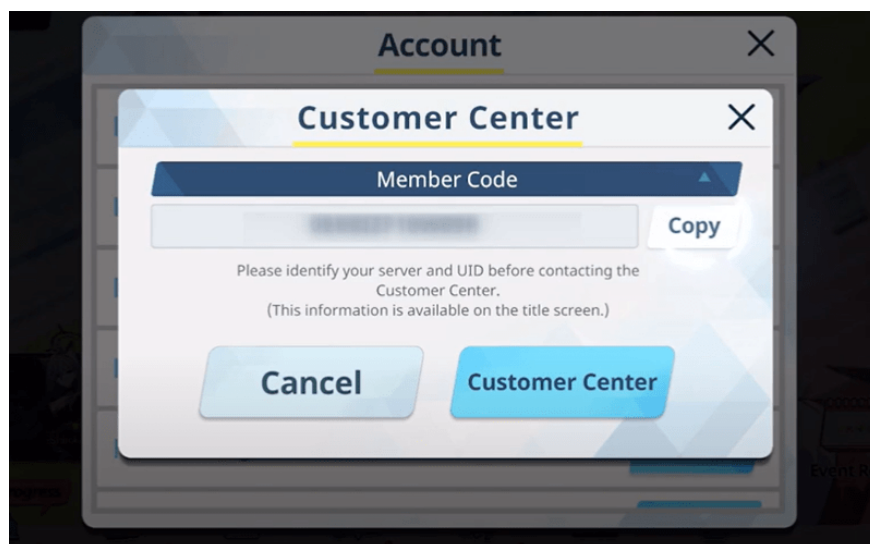 Account
Customer Center
Member Code
Copy
Please identify your server and UID before contacting the
Customer Center.
(This information is available on the title screen.)
Cancel
Customer Center
Event R